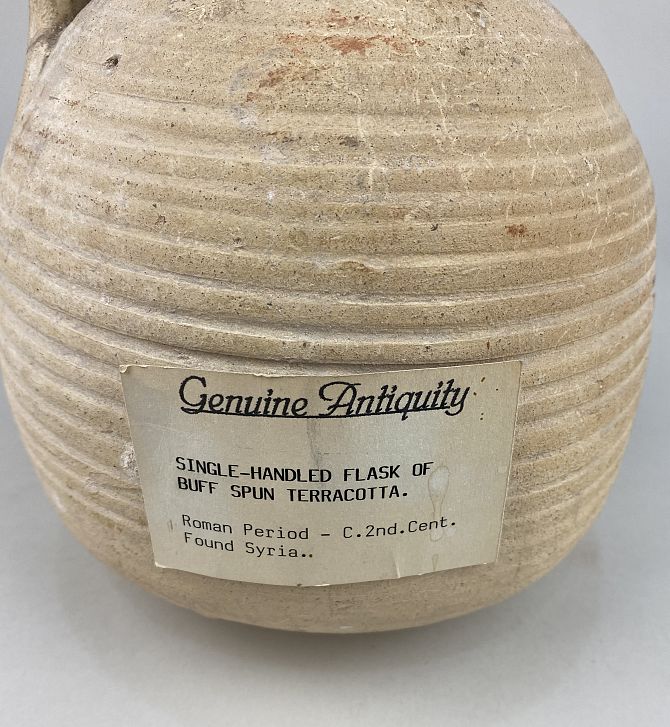 Genuine Antiquity
SINGLE-HANDLED FLASK OF
BUFF SPUN TERRACOTTA.
Roman Period - C.2nd.Cent.
Found Syria..